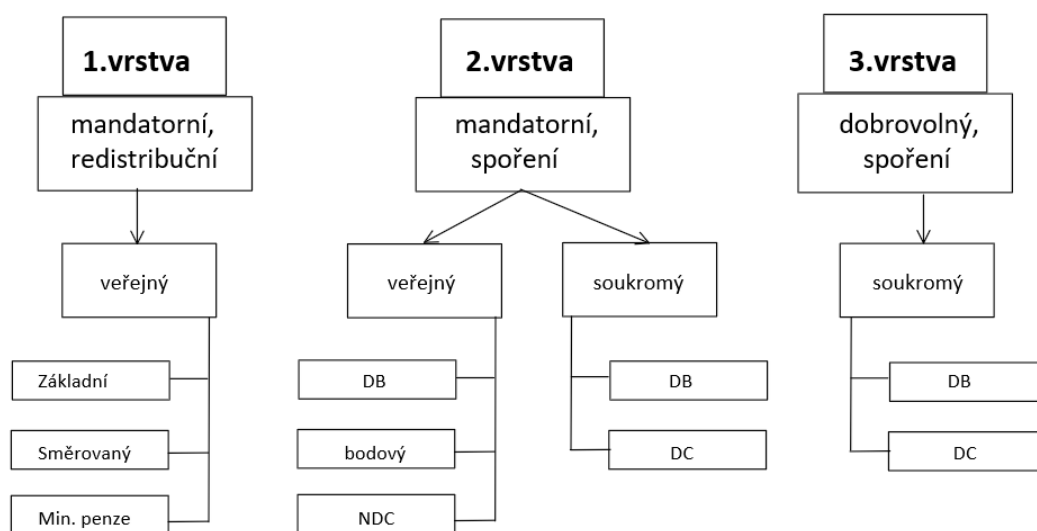 1.vrstva
mandatorní,
redistribuční
veřejný
Základní
Směrovaný
Min. penze
2.vrstva
mandatorní,
spoření
veřejný
DB
bodový
NDC
soukromý
DB
DC
3.vrstva
dobrovolný,
spoření
soukromý
DB
DC